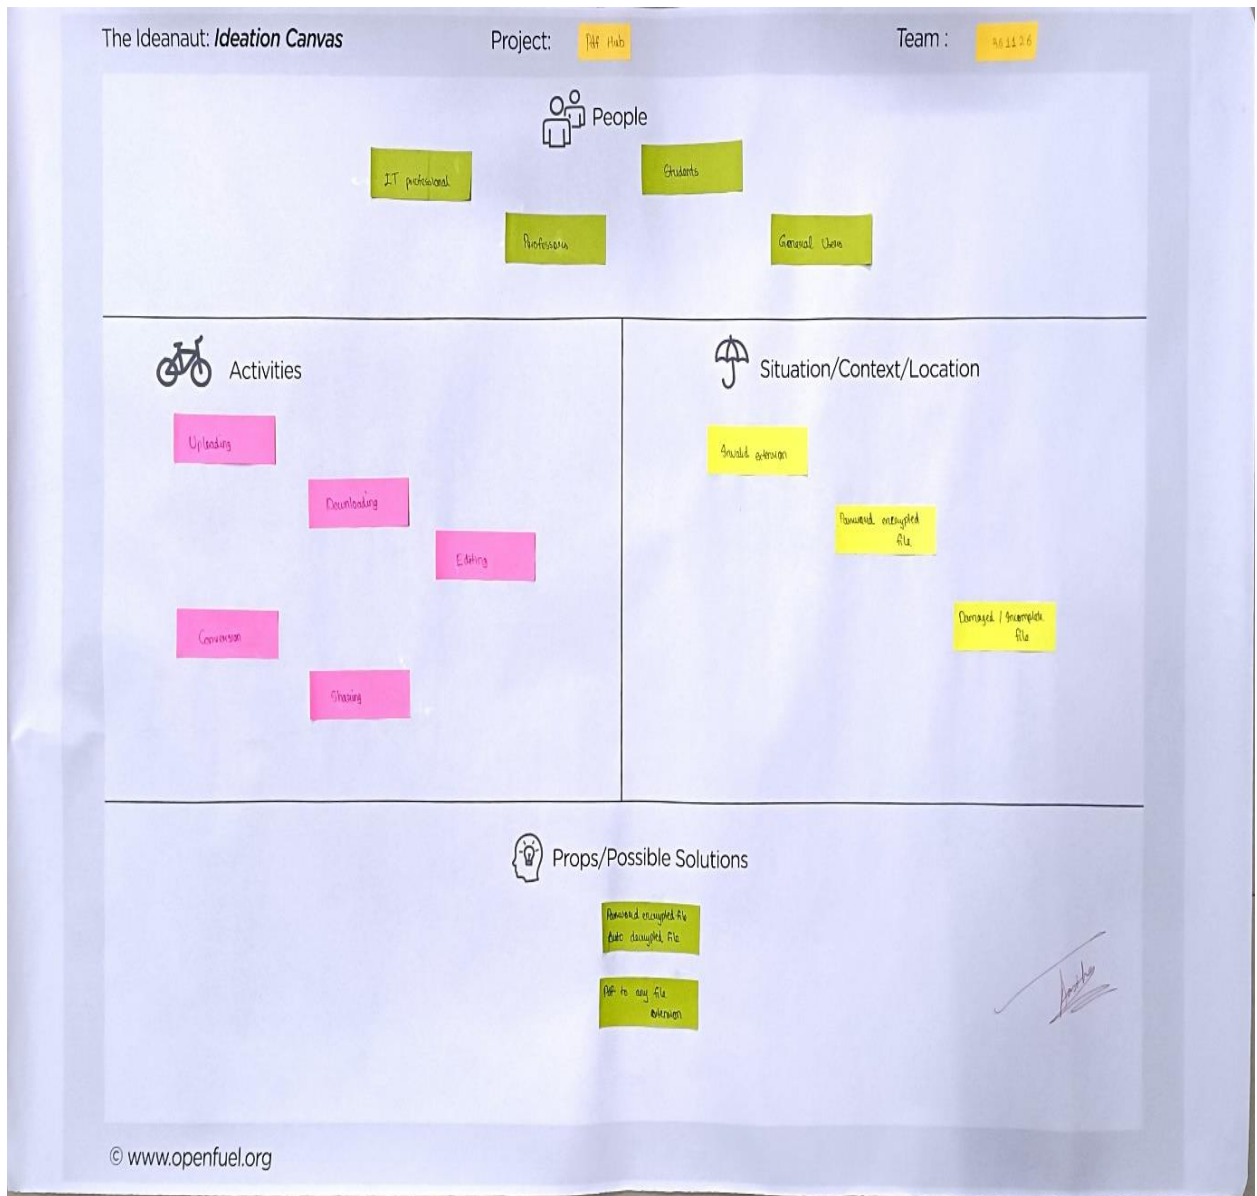 The Ideanaut: Ideation Canvas
Project: Pdf Hub
Team :
People
IT professional
Students
Professors
General Users
Activities
Uploading
Downloading
Editing
Conversion
Sharing
Situation/Context/Location
Invalid extension
Password encrypted
file
Damaged / Incomplete
file
Props/Possible Solutions
Password encrypted file
Auto decrypted file
Pdf to any file
extension
© www.openfuel.org